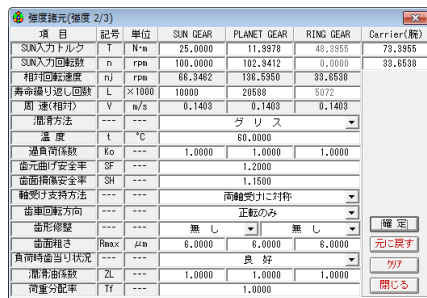 強度諸元(強度 2/3)
項 目 記号 単位 SUN GEAR PLANET GEAR RING GEAR Carrier(腕)
SUN入力トルク T N・m 25.0000 11.9978 48.3955 73.3955
SUN入力回転数 n rpm 100.0000 102.9412 0.0000 33.6538
相対回転速度 nj rpm 66.3462 136.5350 33.6538
寿命繰り返し回数 L ×1000 10000 20588 5072
周 速(相対) V m/s 0.1403 0.1403 0.1403
潤滑方法 --- --- グ リ ス
温 度 t ℃ 60.0000
過負荷係数 Ko --- 1.0000 1.0000 1.0000
歯元曲げ安全率 SF --- 1.2000
歯面損傷安全率 SH --- 1.1500
軸受け支持方法 --- --- 両軸受けに対称
歯車回転方向 --- --- 正転のみ
歯形修整 --- --- 無 し 無 し
歯面粗さ Rmax μm 6.0000 6.0000 6.0000
負荷時歯当り状況 --- --- 良 好
潤滑油係数 ZL --- 1.0000 1.0000 1.0000
荷重分配率 Tf --- 1.0000
確 定
元に戻す
クリア
閉じる